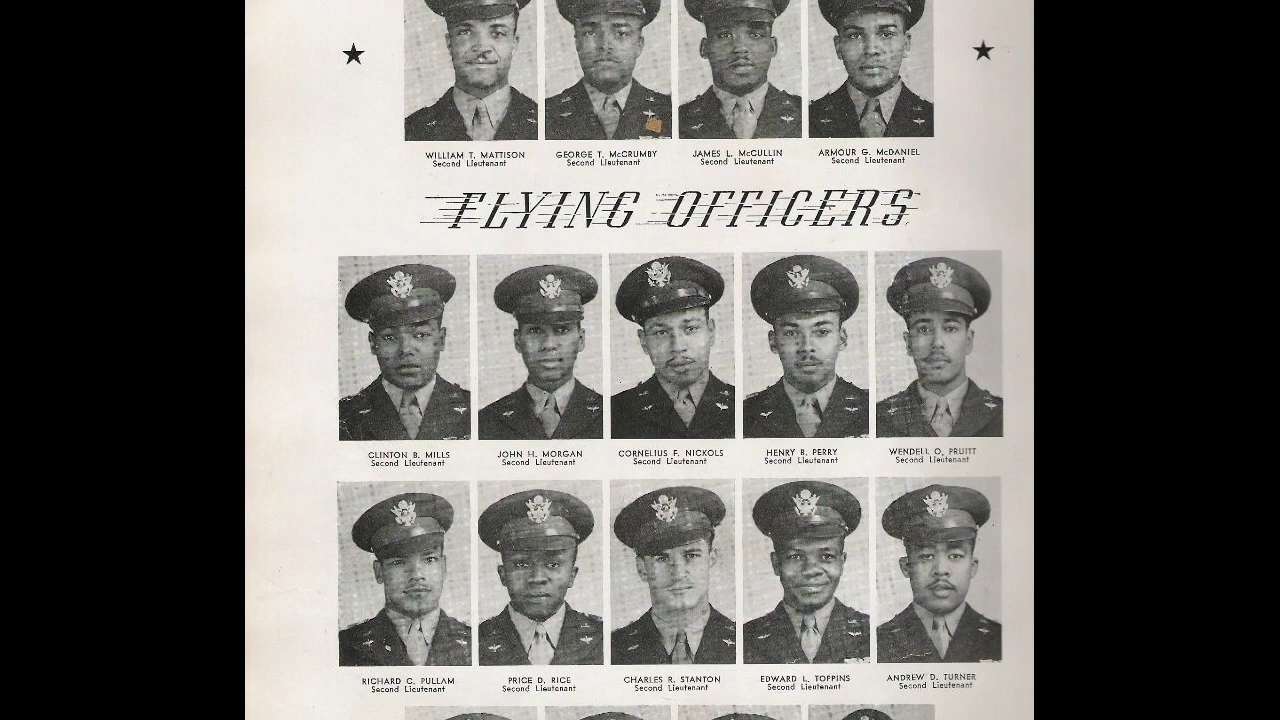 WILLIAM T. MATTISON
Second Lieutenant
GEORGE T. McCRUMBY
Second Lieutenant
JAMES L. McCULLIN
Second Lieutenant
ARMOUR G. McDANIEL
Second Lieutenant
FLYING OFFICERS
CLINTON B. MILLS
Second Lieutenant
JOHN H. MORGAN
Second Lieutenant
CORNELIUS F. NICKOLS
Second Lieutenant
HENRY B. PERRY
Second Lieutenant
WENDELL O. PRUITT
Second Lieutenant
RICHARD C. PULLAM
Second Lieutenant
PRICE D. RICE
Second Lieutenant
CHARLES R. STANTON
Second Lieutenant
EDWARD L. TOPPINS
Second Lieutenant
ANDREW D. TURNER
Second Lieutenant